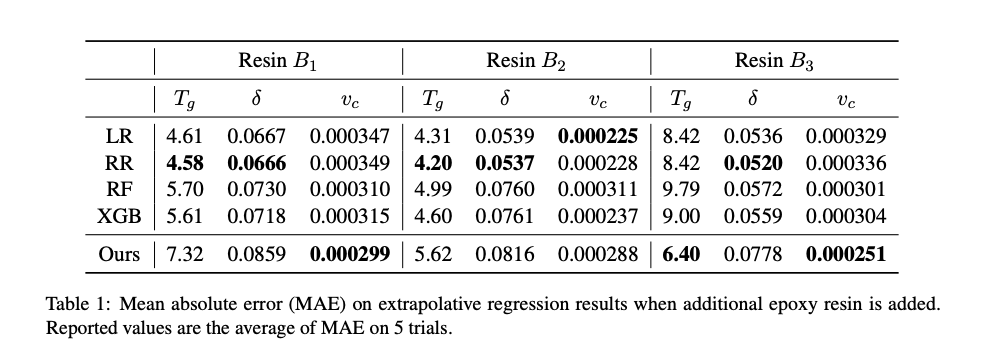 Resin B₁ Resin B₂ Resin B₃
T_g δ v_c T_g δ v_c T_g δ v_c
LR 4.61 0.0667 0.000347 4.31 0.0539 0.000225 8.42 0.0536 0.000329
RR 4.58 0.0666 0.000349 4.20 0.0537 0.000228 8.42 0.0520 0.000336
RF 5.70 0.0730 0.000310 4.99 0.0760 0.000311 9.79 0.0572 0.000301
XGB 5.61 0.0718 0.000315 4.60 0.0761 0.000237 9.00 0.0559 0.000304
Ours 7.32 0.0859 0.000299 5.62 0.0816 0.000288 6.40 0.0778 0.000251
Table 1: Mean absolute error (MAE) on extrapolative regression results when additional epoxy resin is added.
Reported values are the average of MAE on 5 trials.